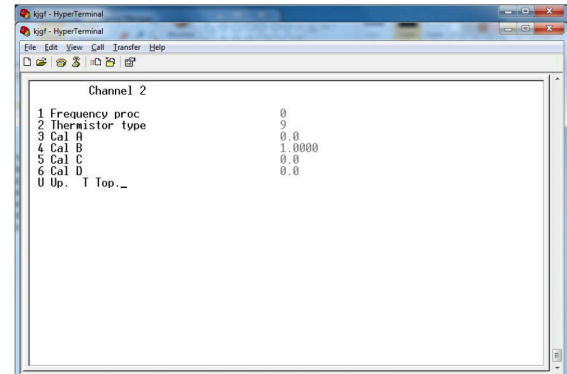 kjgf - HyperTerminal
kjgf - HyperTerminal
File Edit View Call Transfer Help
Channel 2
1 Frequency proc 0
2 Thermistor type 9
3 Cal A 0.0
4 Cal B 1.0000
5 Cal C 0.0
6 Cal D 0.0
U Up. T Top._